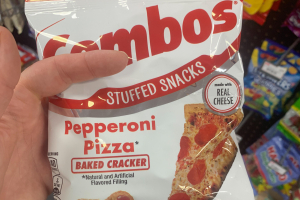 Combos
STUFFED SNACKS
made with
REAL
CHEESE
Pepperoni
Pizza*
BAKED CRACKER
*Natural and Artificial
Flavored Filling